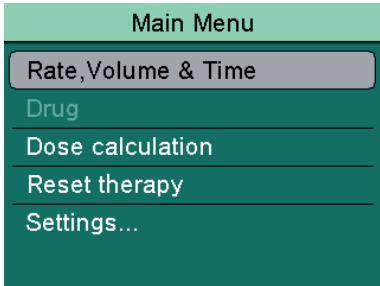 Main Menu
Rate,Volume & Time
Drug
Dose calculation
Reset therapy
Settings...